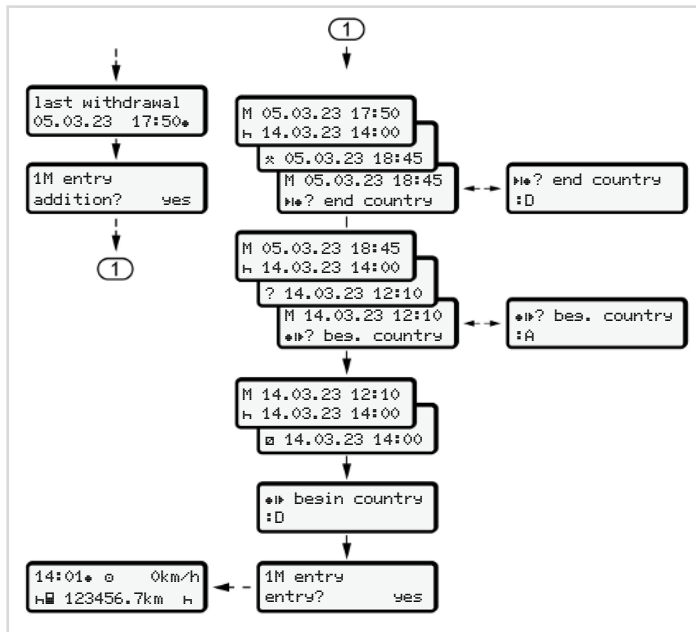 1
last withdrawal
05.03.23 17:50
1M entry
addition? yes
1
M 05.03.23 17:50
14.03.23 14:00
05.03.23 18:45
M 05.03.23 18:45
? end country
? end country
:D
M 05.03.23 18:45
14.03.23 14:00
? 14.03.23 12:10
M 14.03.23 12:10
? beg. country
? beg. country
:A
M 14.03.23 12:10
14.03.23 14:00
14.03.23 14:00
begin country
:D
1M entry
entry? yes
14:01 0km/h
123456.7km